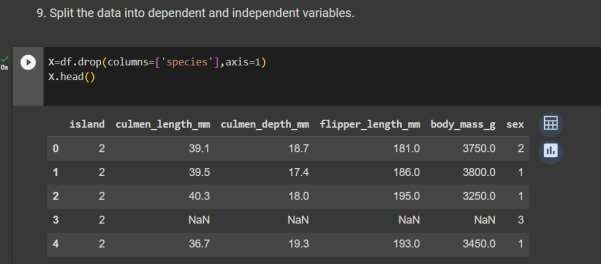 9. Split the data into dependent and independent variables.
0s
X=df.drop(columns=['species'],axis=1)
X.head()
island culmen_length_mm culmen_depth_mm flipper_length_mm body_mass_g sex
0 2 39.1 18.7 181.0 3750.0 2
1 2 39.5 17.4 186.0 3800.0 1
2 2 40.3 18.0 195.0 3250.0 1
3 2 NaN NaN NaN NaN 3
4 2 36.7 19.3 193.0 3450.0 1